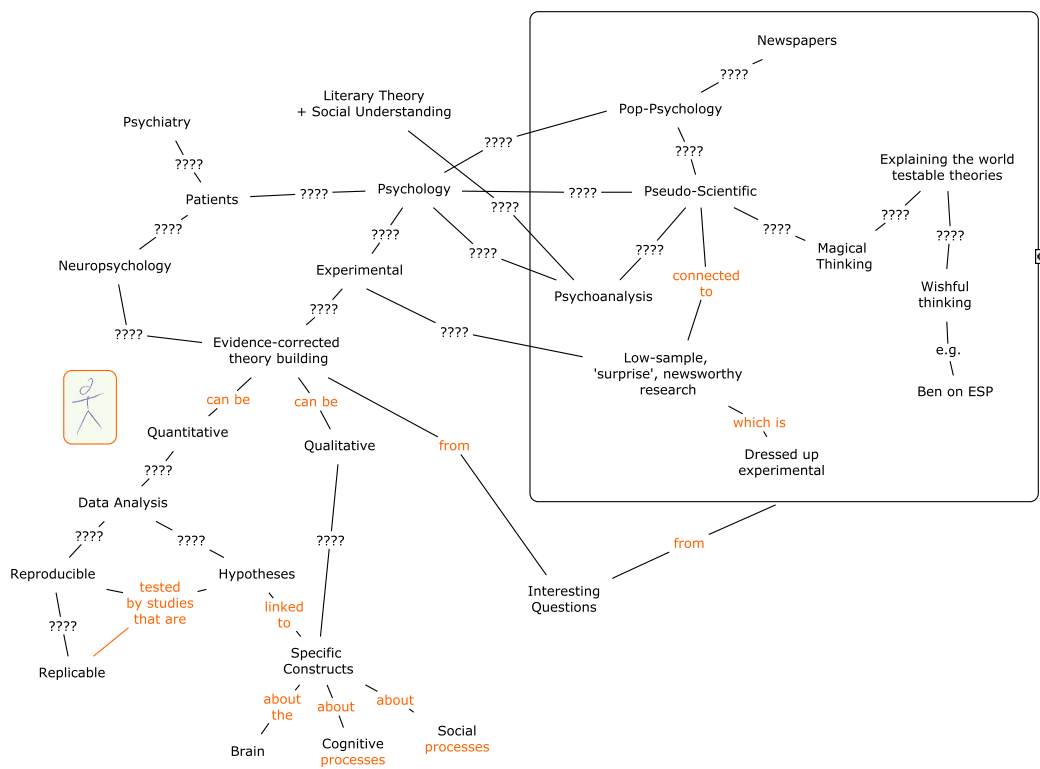 Newspapers
????
Literary Theory
+ Social Understanding
Pop-Psychology
Psychiatry
????
????
????
Explaining the world
testable theories
Patients
????
Psychology
????
Pseudo-Scientific
????
????
????
????
????
????
????
????
Magical
Thinking
Neuropsychology
Experimental
connected
to
Psychoanalysis
Wishful
thinking
????
????
????
Evidence-corrected
theory building
e.g.
Low-sample,
'surprise', newsworthy
research
Ben on ESP
can be
can be
which is
Quantitative
Qualitative
from
Dressed up
experimental
????
Data Analysis
????
????
????
from
Reproducible
Hypotheses
tested
by studies
that are
Interesting
Questions
linked
to
????
Replicable
Specific
Constructs
about
the
about
about
Brain
Cognitive
processes
Social
processes